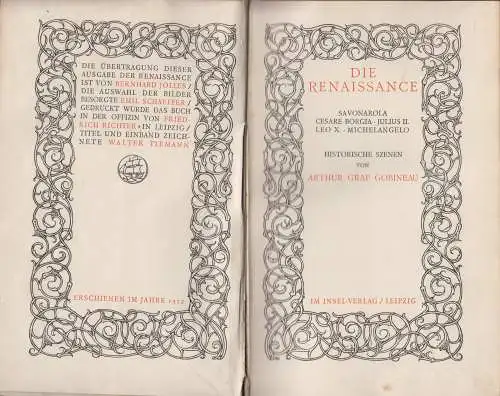 DIE ÜBERTRAGUNG DIESER
AUSGABE DER RENAISSANCE
IST VON BERNHARD JOLLES /
DIE AUSWAHL DER BILDER
BESORGTE EMIL SCHAEFFER /
GEDRUCKT WURDE DAS BUCH
IN DER OFFIZIN VON FRIED-
RICH RICHTER IN LEIPZIG /
TITEL UND EINBAND ZEICH-
NETE WALTER TIEMANN
ERSCHIENEN IM JAHRE 1912
DIE
RENAISSANCE
SAVONAROLA
CESARE BORGIA · JULIUS II.
LEO X. · MICHELANGELO
HISTORISCHE SZENEN
VON
ARTHUR GRAF GOBINEAU
IM INSEL-VERLAG / LEIPZIG